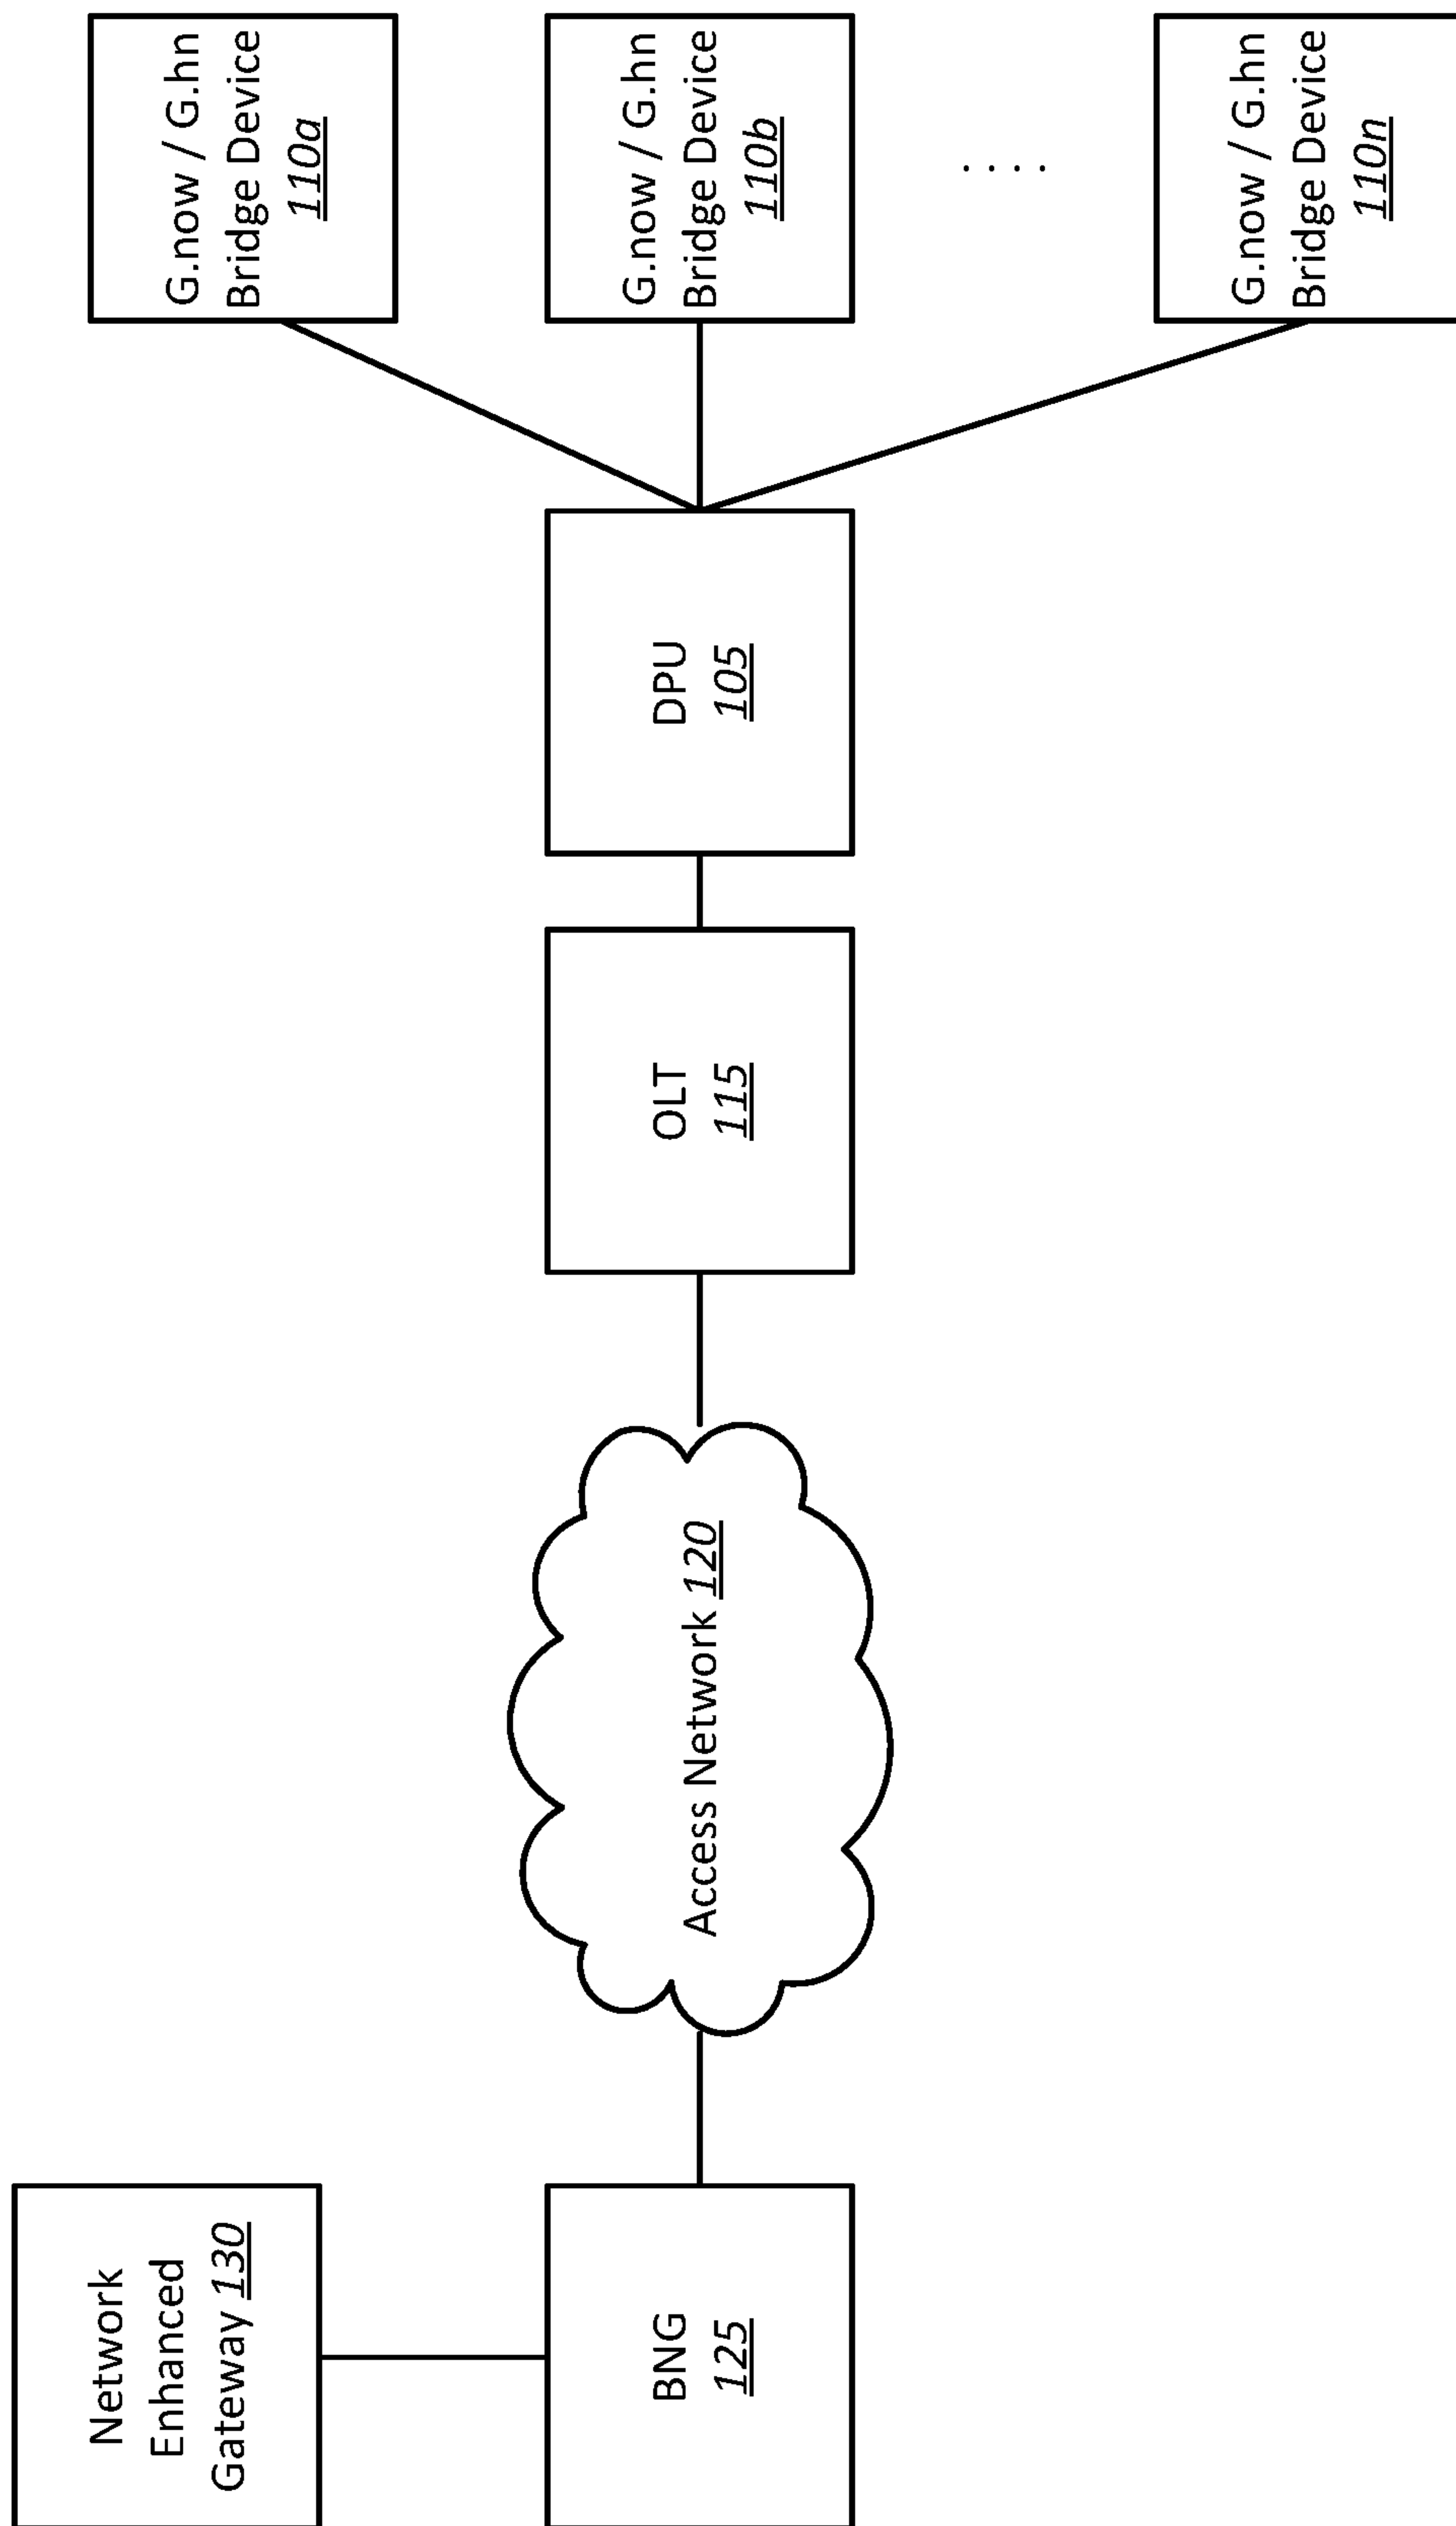 Network
Enhanced
Gateway 130
BNG
125
Access Network 120
OLT
115
DPU
105
G.now / G.hn
Bridge Device
110a
G.now / G.hn
Bridge Device
110b
. . . .
G.now / G.hn
Bridge Device
110n